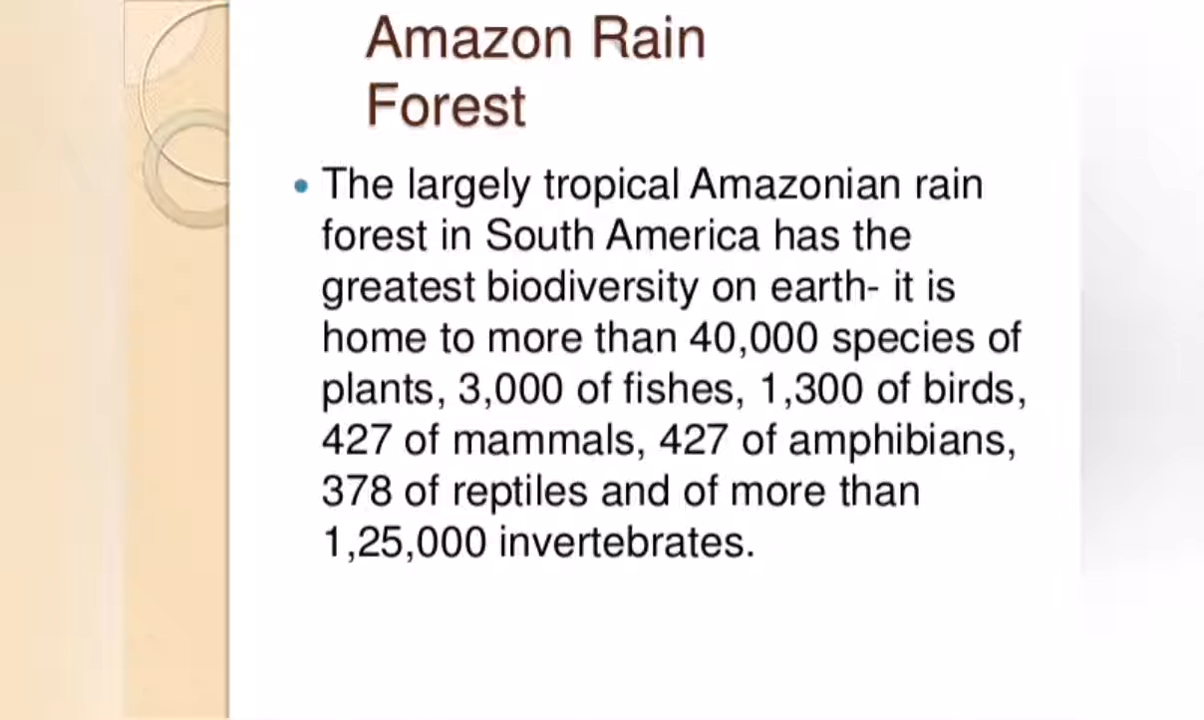 Amazon Rain
Forest
• The largely tropical Amazonian rain
forest in South America has the
greatest biodiversity on earth- it is
home to more than 40,000 species of
plants, 3,000 of fishes, 1,300 of birds,
427 of mammals, 427 of amphibians,
378 of reptiles and of more than
1,25,000 invertebrates.